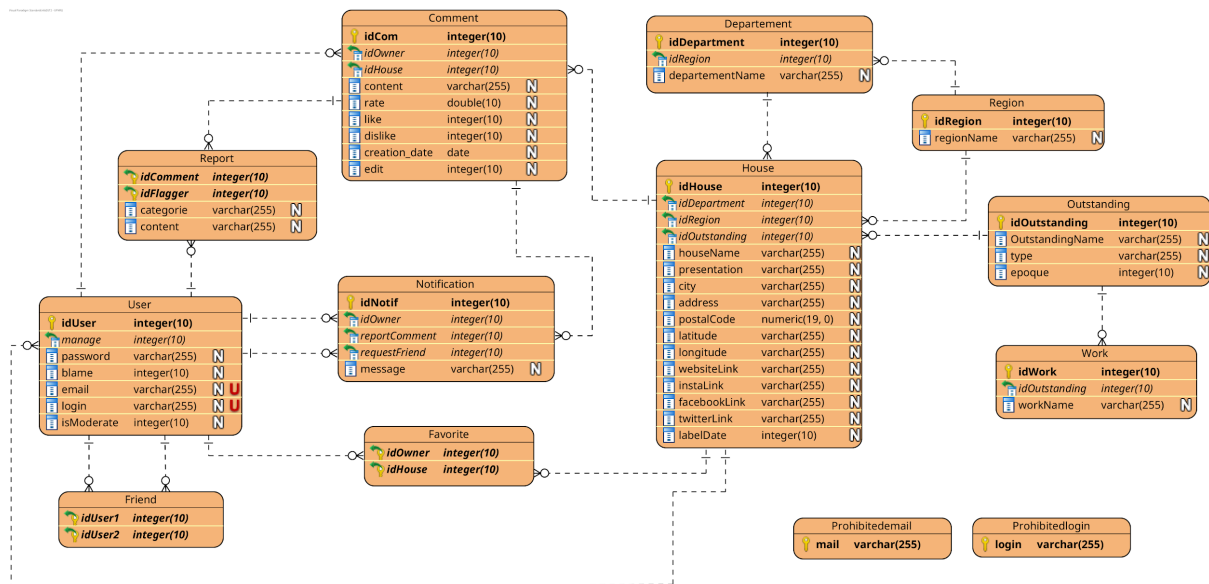 Comment
idCom integer(10)
idOwner integer(10)
idHouse integer(10)
content varchar(255) N
rate double(10) N
like integer(10) N
dislike integer(10) N
creation_date date N
edit integer(10) N
Departement
idDepartment integer(10)
idRegion integer(10)
departementName varchar(255) N
Region
idRegion integer(10)
regionName varchar(255) N
Report
idComment integer(10)
idFlagger integer(10)
categorie varchar(255) N
content varchar(255) N
House
idHouse integer(10)
idDepartment integer(10)
idRegion integer(10)
idOutstanding integer(10)
houseName varchar(255) N
presentation varchar(255) N
city varchar(255) N
address varchar(255) N
postalCode numeric(19, 0) N
latitude varchar(255) N
longitude varchar(255) N
websiteLink varchar(255) N
instaLink varchar(255) N
facebookLink varchar(255) N
twitterLink varchar(255) N
labelDate integer(10) N
Outstanding
idOutstanding integer(10)
OutstandingName varchar(255) N
type varchar(255) N
epoque integer(10) N
User
idUser integer(10)
manage integer(10)
password varchar(255) N
blame integer(10) N
email varchar(255) N U
login varchar(255) N U
isModerate integer(10) N
Notification
idNotif integer(10)
idOwner integer(10)
reportComment integer(10)
requestFriend integer(10)
message varchar(255) N
Work
idWork integer(10)
idOutstanding integer(10)
workName varchar(255) N
Favorite
idOwner integer(10)
idHouse integer(10)
Friend
idUser1 integer(10)
idUser2 integer(10)
Prohibitedemail
mail varchar(255)
Prohibitedlogin
login varchar(255)